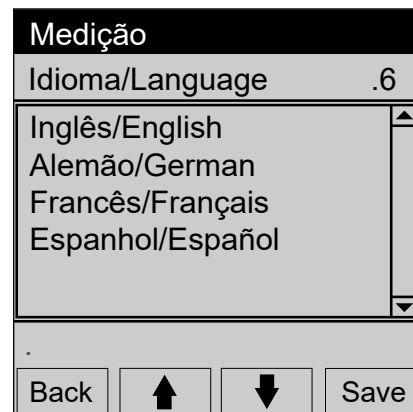 Medição
Idioma/Language .6
Inglês/English
Alemão/German
Francês/Français
Espanhol/Español
.
Back Save